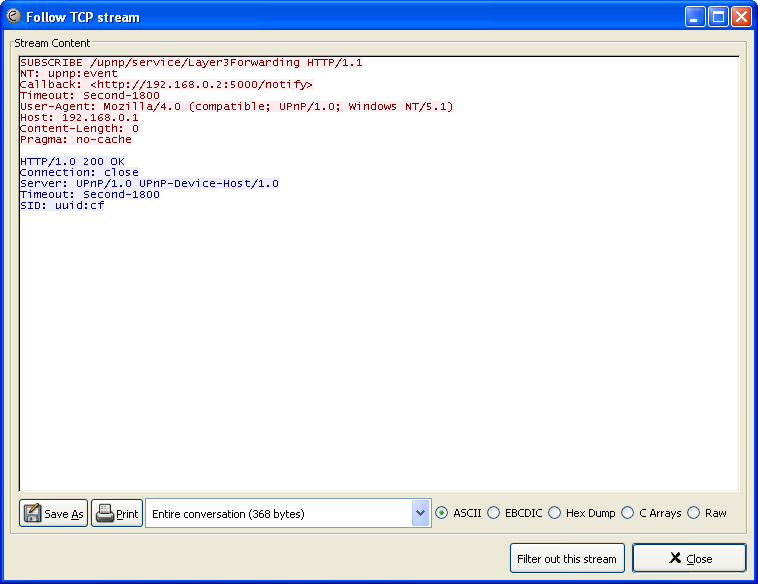 Follow TCP stream
Stream Content
SUBSCRIBE /upnp/service/Layer3Forwarding HTTP/1.1
NT: upnp:event
Callback: <http://192.168.0.2:5000/notify>
Timeout: Second-1800
User-Agent: Mozilla/4.0 (compatible; UPnP/1.0; Windows NT/5.1)
Host: 192.168.0.1
Content-Length: 0
Pragma: no-cache
HTTP/1.0 200 OK
Connection: close
Server: UPnP/1.0 UPnP-Device-Host/1.0
Timeout: Second-1800
SID: uuid:cf
Save As Print Entire conversation (368 bytes) ASCII EBCDIC Hex Dump C Arrays Raw
Filter out this stream Close